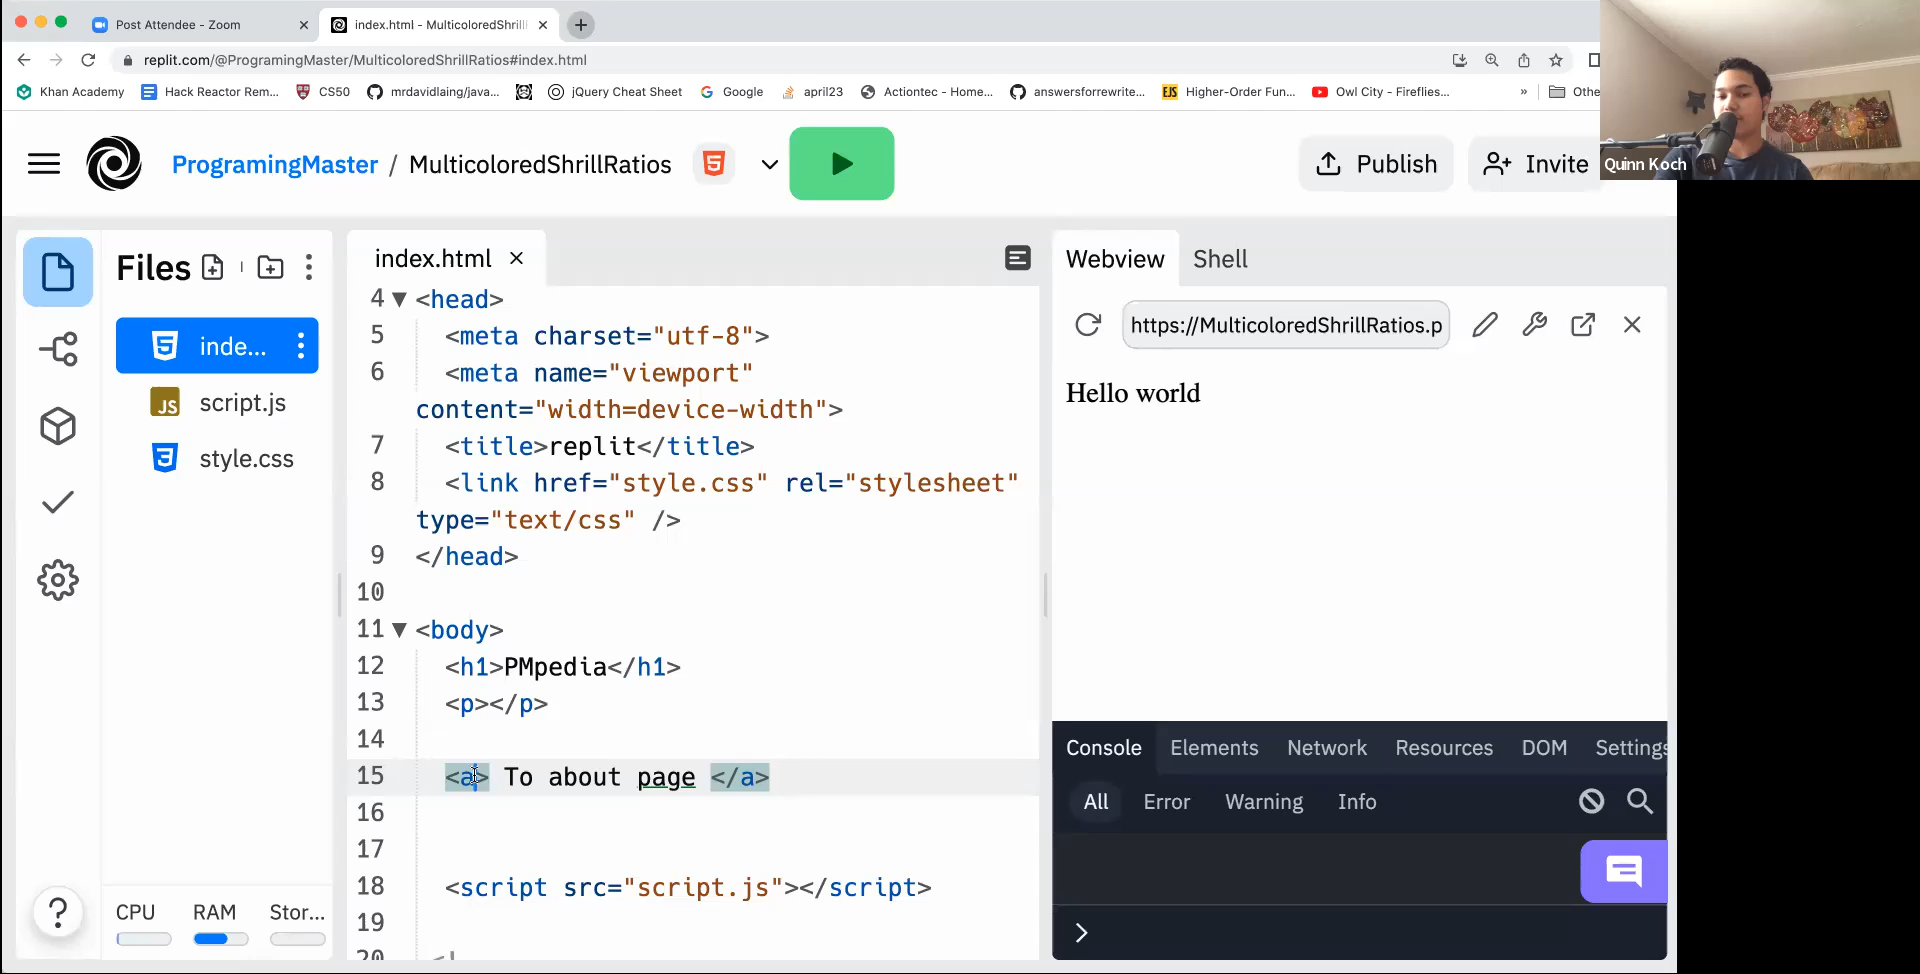 Post Attendee - Zoom
index.html - MulticoloredShrill
replit.com/@ProgramingMaster/MulticoloredShrillRatios#index.html
Khan Academy
Hack Reactor Rem...
CS50
mrdavidlaing/java...
jQuery Cheat Sheet
Google
april23
Actiontec - Home...
answersforrewrite...
EJS
Higher-Order Fun...
Owl City - Fireflies...
»
Othe
ProgramingMaster / MulticoloredShrillRatios
Publish
Invite
Quinn Koch
Files
inde...
JS script.js
style.css
CPU RAM Stor...
?
index.html
4 <head>
5 <meta charset="utf-8">
6 <meta name="viewport"
content="width=device-width">
7 <title>replit</title>
8 <link href="style.css" rel="stylesheet"
type="text/css" />
9 </head>
10
11 <body>
12 <h1>PMpedia</h1>
13 <p></p>
14
15 <a> To about page </a>
16
17
18 <script src="script.js"></script>
19
20 <!
Webview Shell
https://MulticoloredShrillRatios.p
Hello world
Console Elements Network Resources DOM Settings
All Error Warning Info